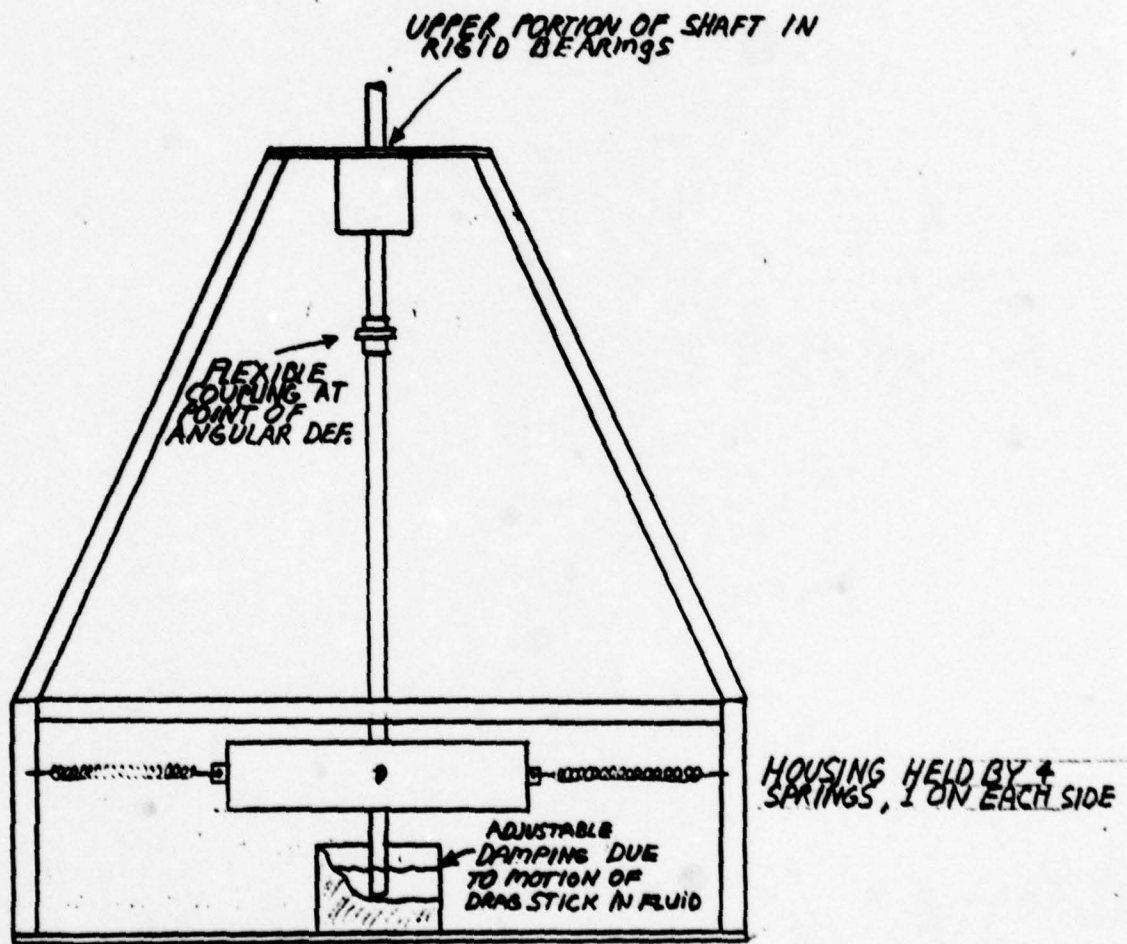 UPPER PORTION OF SHAFT IN
RIGID BEARINGS
FLEXIBLE
COUPLING AT
POINT OF
ANGULAR DEF.
HOUSING HELD BY 4
SPRINGS, 1 ON EACH SIDE
ADJUSTABLE
DAMPING DUE
TO MOTION OF
DRAG STICK IN FLUID